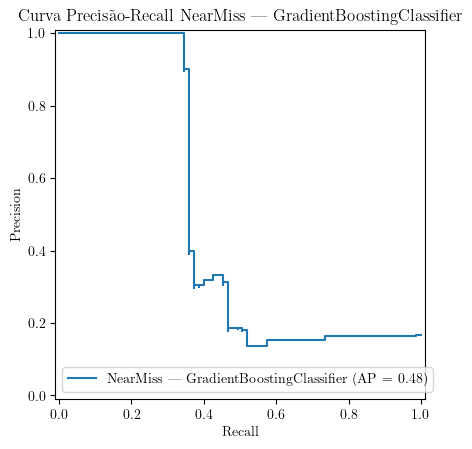 Curva Precisão-Recall NearMiss — GradientBoostingClassifier
1.0
0.8
0.6
0.4
0.2
0.0
Precision
NearMiss — GradientBoostingClassifier (AP = 0.48)
0.0 0.2 0.4 0.6 0.8 1.0
Recall